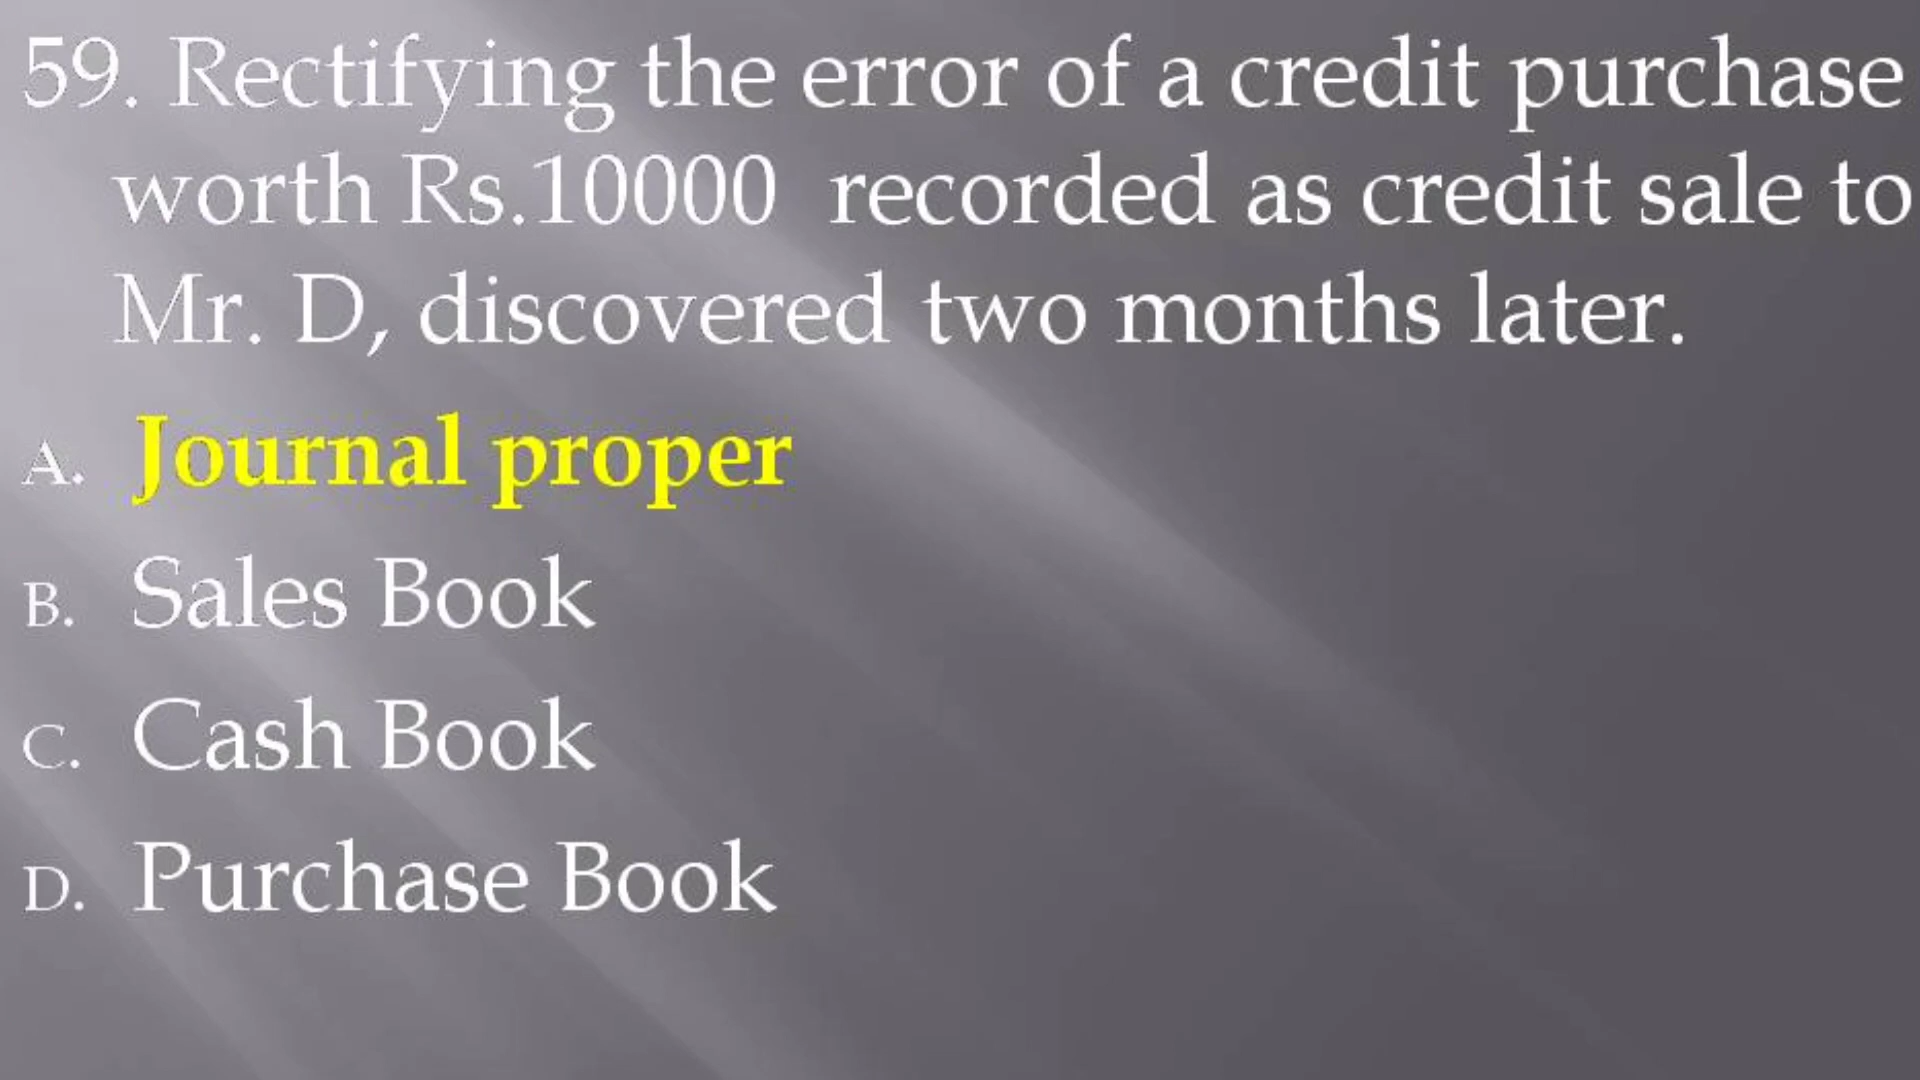 59. Rectifying the error of a credit purchase
worth Rs.10000 recorded as credit sale to
Mr. D, discovered two months later.
A. Journal proper
B. Sales Book
C. Cash Book
D. Purchase Book